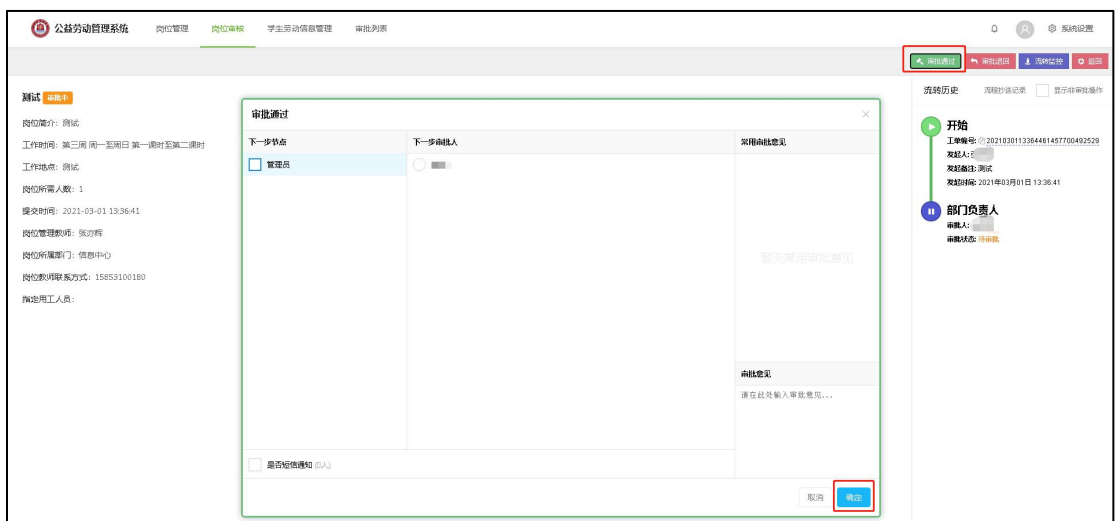 公益劳动管理系统 岗位管理 岗位审核 学生劳动信息管理 审批列表 系统设置
审批通过 审批退回 流转监控 返回
测试 审批中
岗位简介：测试
工作时间：第三周 周一至周日 第一课时至第二课时
工作地点：测试
岗位所需人数：1
提交时间：2021-03-01 13:36:41
岗位管理教师：张亦辉
岗位所属部门：信息中心
岗位教师联系方式：15853100180
指定用工人员：
审批通过 ×
下一步节点 下一步审批人 常用审批意见
管理员
暂无常用审批意见
审批意见
请在此处输入审批意见...
是否短信通知 (0人)
取消 确定
流转历史 流程抄送记录 显示非审批操作
开始
工单编号: 2021030113364461457700492529
发起人:
发起备注: 测试
发起时间: 2021年03月01日 13:36:41
部门负责人
审批人:
审批状态: 待审批